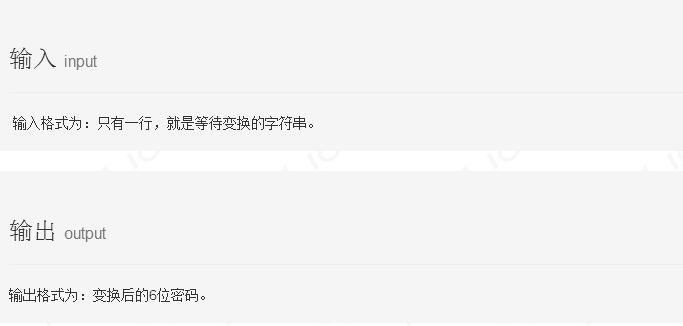 输入 input
输入格式为：只有一行，就是等待变换的字符串。
输出 output
输出格式为：变换后的6位密码。